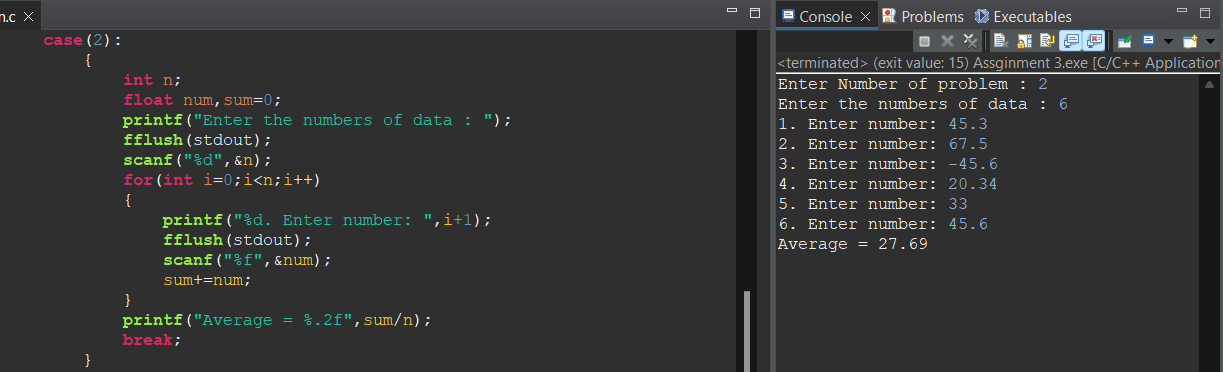 n.c
case(2):
{
int n;
float num,sum=0;
printf("Enter the numbers of data : ");
fflush(stdout);
scanf("%d",&n);
for(int i=0;i<n;i++)
{
printf("%d. Enter number: ",i+1);
fflush(stdout);
scanf("%f",&num);
sum+=num;
}
printf("Average = %.2f",sum/n);
break;
}
Console Problems Executables
<terminated> (exit value: 15) Assginment 3.exe [C/C++ Application
Enter Number of problem : 2
Enter the numbers of data : 6
1. Enter number: 45.3
2. Enter number: 67.5
3. Enter number: -45.6
4. Enter number: 20.34
5. Enter number: 33
6. Enter number: 45.6
Average = 27.69